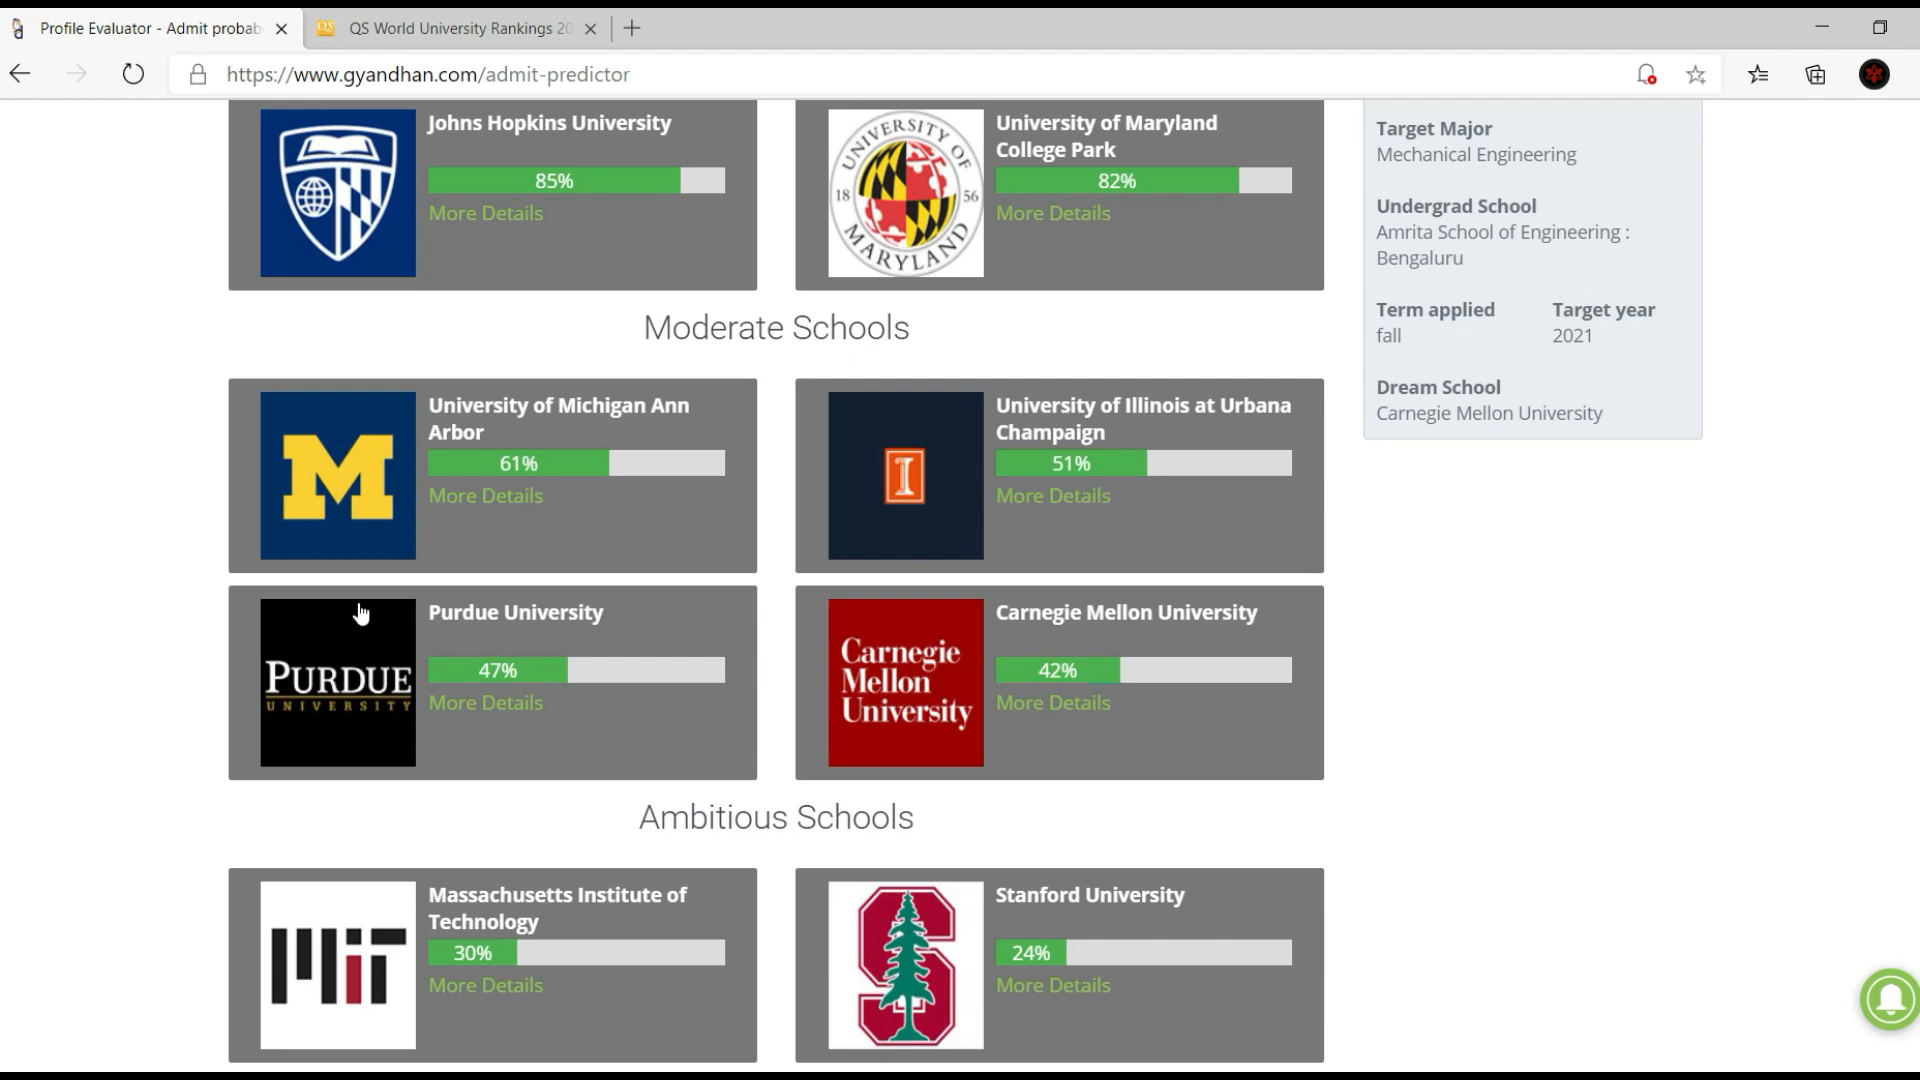 Profile Evaluator - Admit probab
QS World University Rankings 20
https://www.gyandhan.com/admit-predictor
Johns Hopkins University
85%
More Details
UNIVERSITY OF
18 56
MARYLAND
University of Maryland
College Park
82%
More Details
Target Major
Mechanical Engineering
Undergrad School
Amrita School of Engineering :
Bengaluru
Term applied
fall
Target year
2021
Dream School
Carnegie Mellon University
Moderate Schools
M
University of Michigan Ann
Arbor
61%
More Details
I
University of Illinois at Urbana
Champaign
51%
More Details
PURDUE
UNIVERSITY
Purdue University
47%
More Details
Carnegie
Mellon
University
Carnegie Mellon University
42%
More Details
Ambitious Schools
MIT
Massachusetts Institute of
Technology
30%
More Details
S
Stanford University
24%
More Details